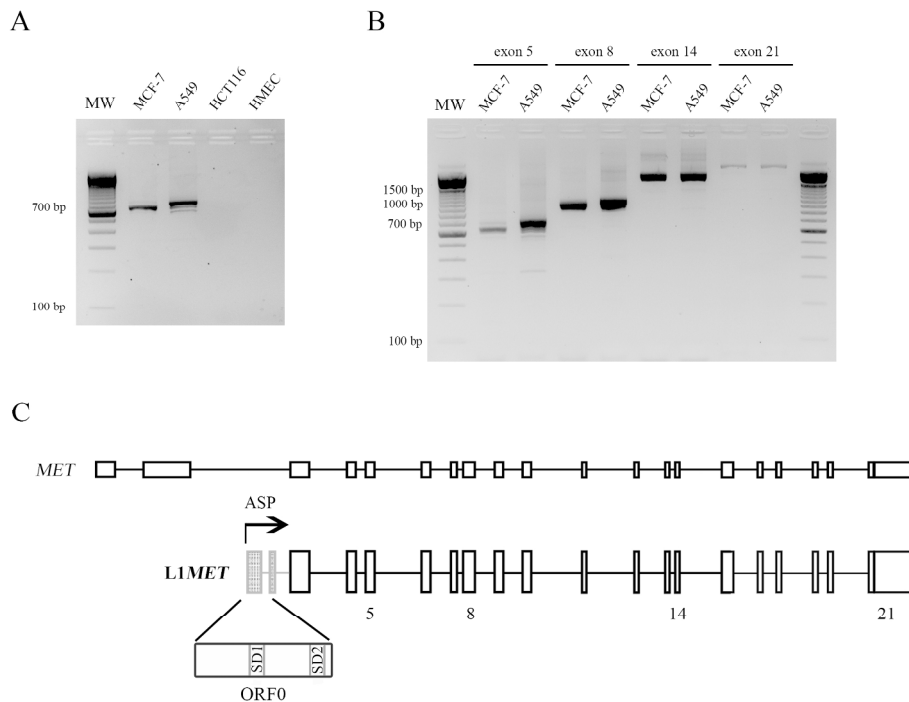 A
MW
MCF-7
A549
HCT116
HMEC
700 bp
100 bp
B
exon 5
exon 8
exon 14
exon 21
MW
MCF-7
A549
MCF-7
A549
MCF-7
A549
MCF-7
A549
1500 bp
1000 bp
700 bp
100 bp
C
MET
ASP
L1MET
5
8
14
21
SD1
SD2
ORF0